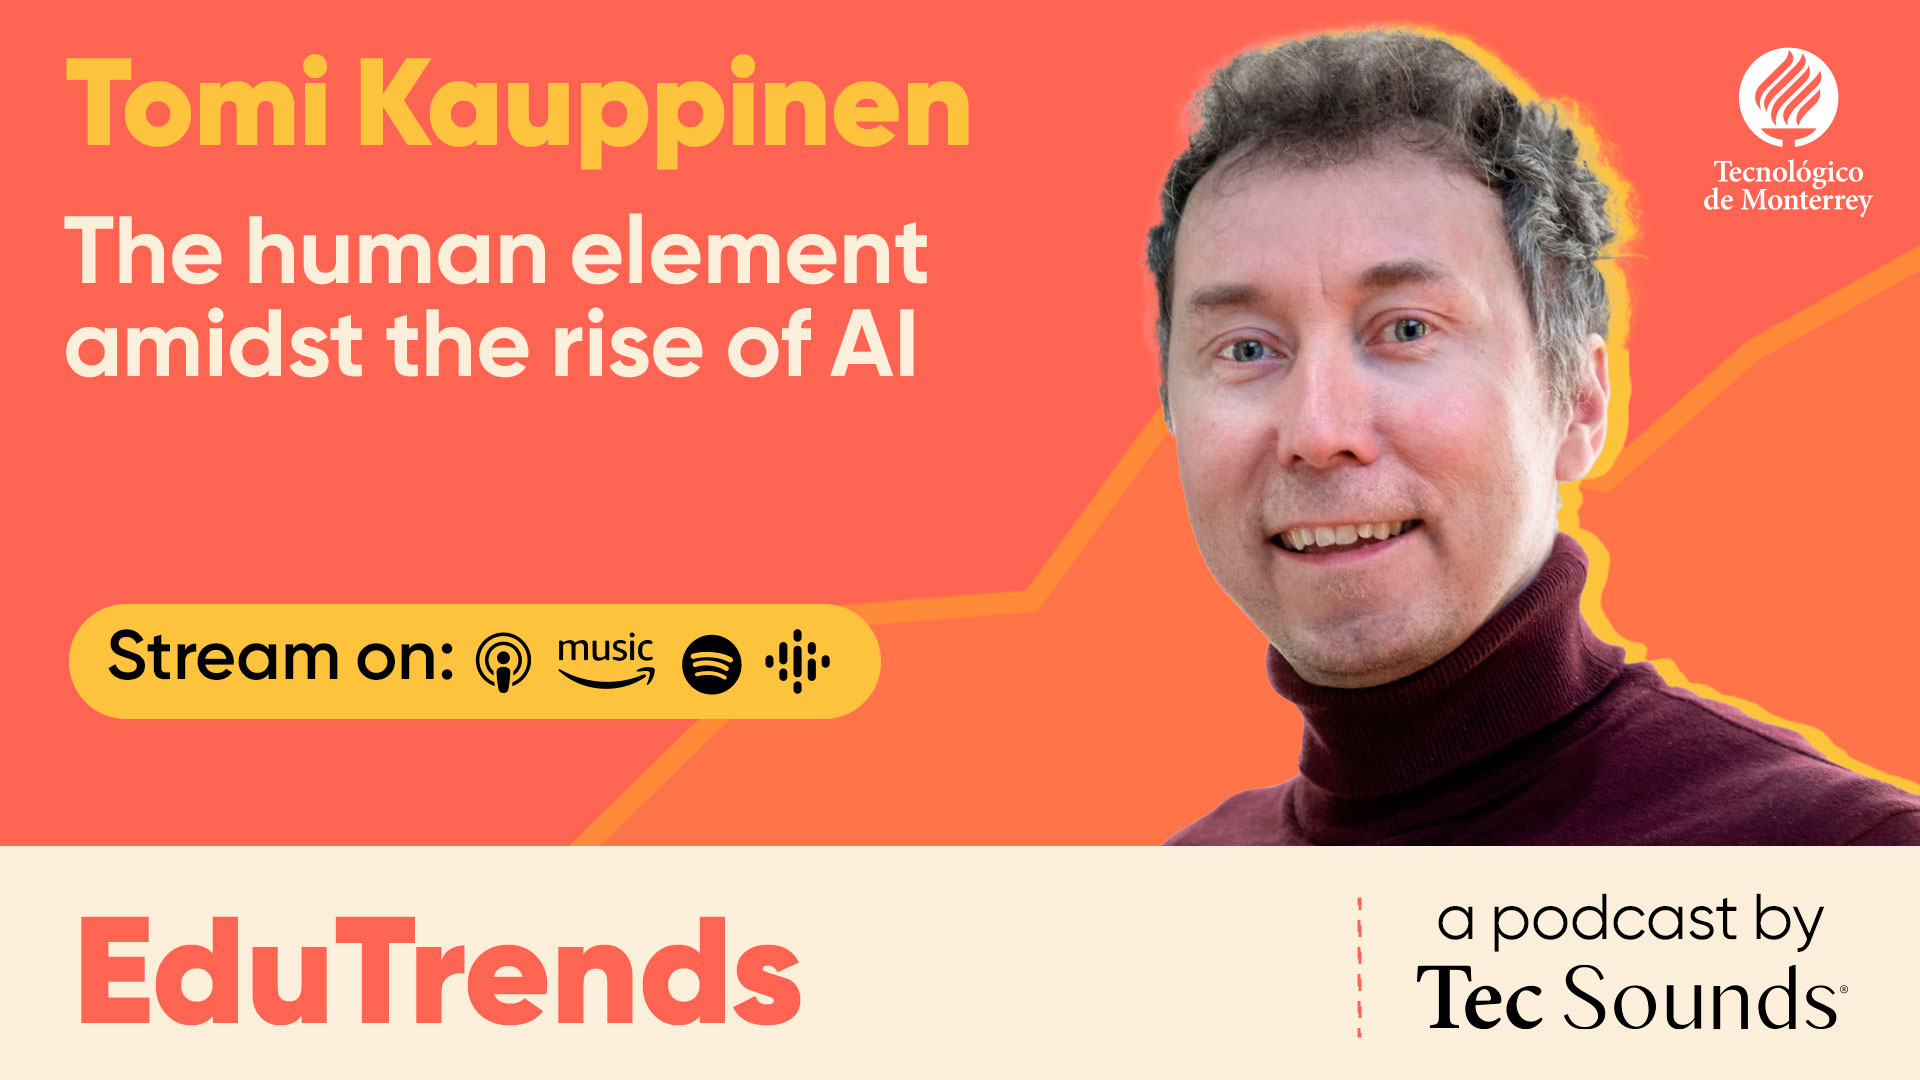 Tomi Kauppinen
The human element
amidst the rise of AI
Tecnológico
de Monterrey
Stream on:
music
EduTrends
a podcast by
Tec Sounds®